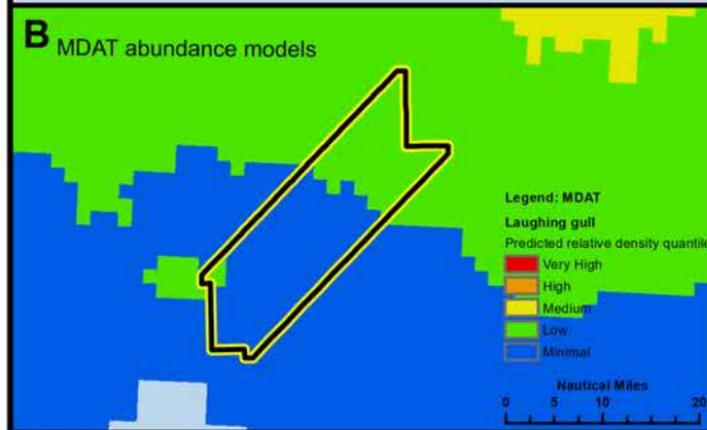 B MDAT abundance models
Legend: MDAT
Laughing gull
Predicted relative density quantile
Very High
High
Medium
Low
Minimal
Nautical Miles
0 5 10 20